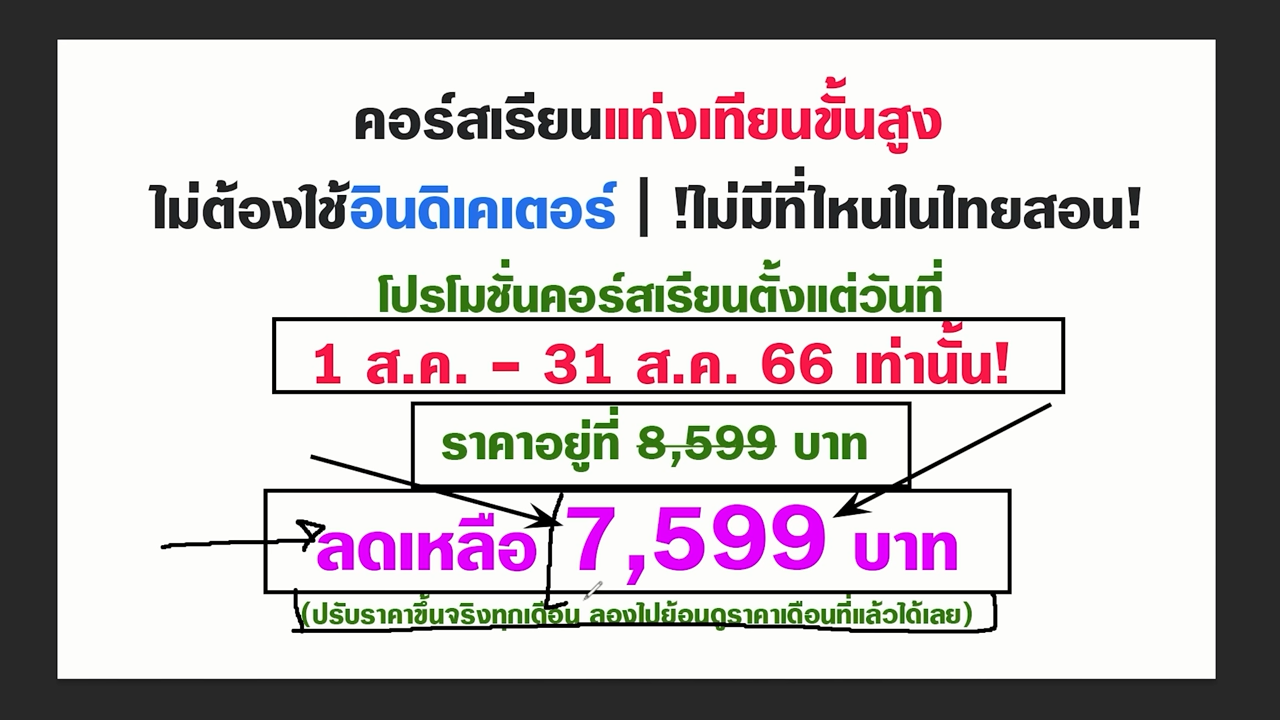 คอร์สเรียนแท่งเทียนขั้นสูง
ไม่ต้องใช้อินดิเคเตอร์ | !ไม่มีที่ไหนในไทยสอน!
โปรโมชั่นคอร์สเรียนตั้งแต่วันที่
1 ส.ค. - 31 ส.ค. 66 เท่านั้น!
ราคาอยู่ที่ 8,599 บาท
ลดเหลือ 7,599 บาท
(ปรับราคาขึ้นจริงทุกเดือน ลองไปย้อนดูราคาเดือนที่แล้วได้เลย)